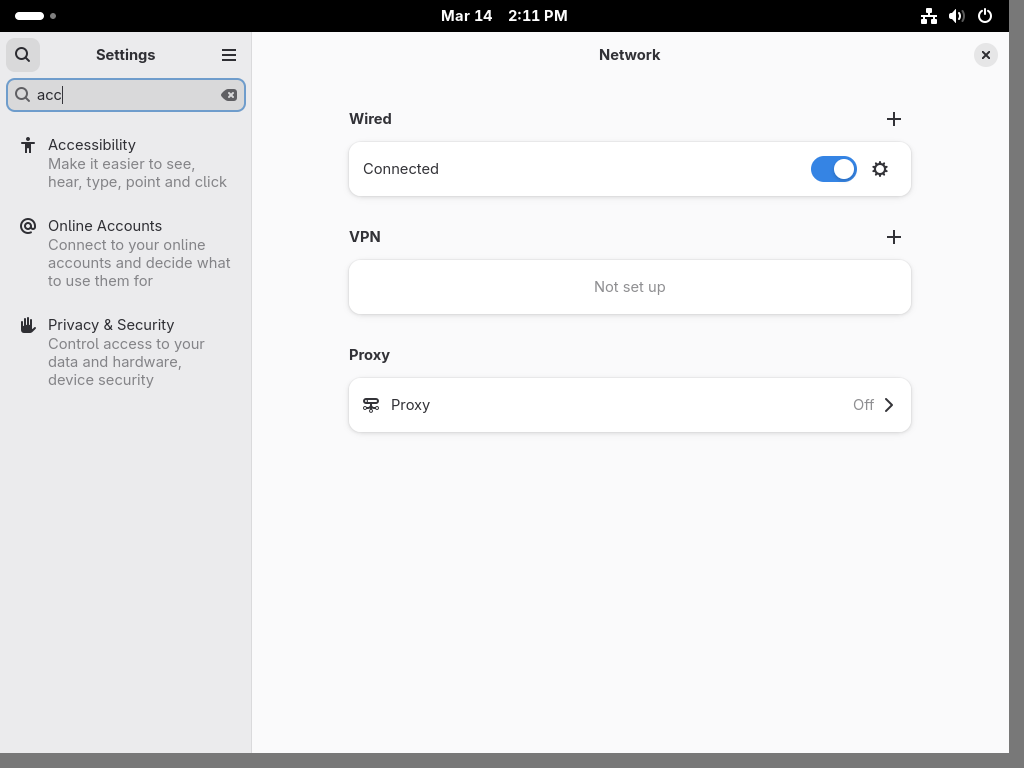 Mar 14 2:11 PM
Settings
acc
Accessibility
Make it easier to see,
hear, type, point and click
Online Accounts
Connect to your online
accounts and decide what
to use them for
Privacy & Security
Control access to your
data and hardware,
device security
Network
Wired
Connected
VPN
Not set up
Proxy
Proxy Off